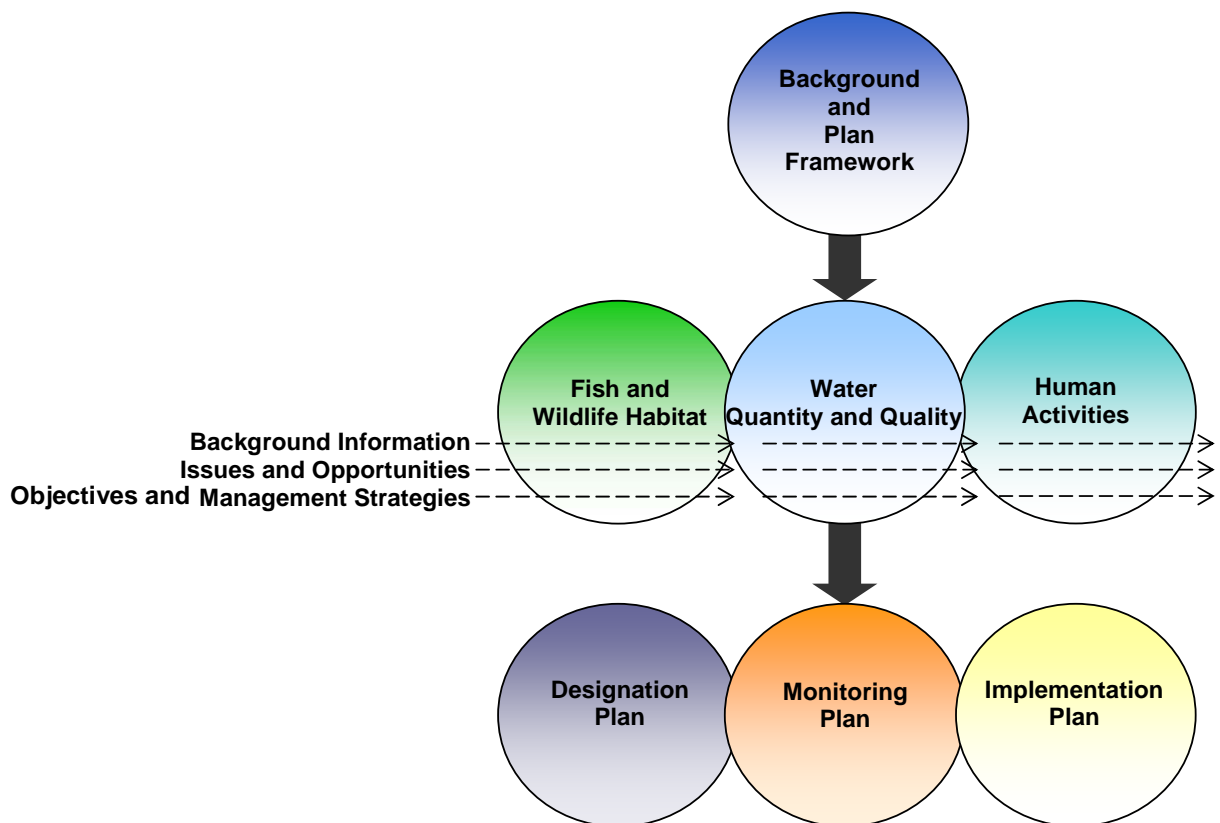 Background
and
Plan
Framework
Fish and
Wildlife Habitat
Water
Quantity and Quality
Human
Activities
Background Information
Issues and Opportunities
Objectives and Management Strategies
Designation
Plan
Monitoring
Plan
Implementation
Plan